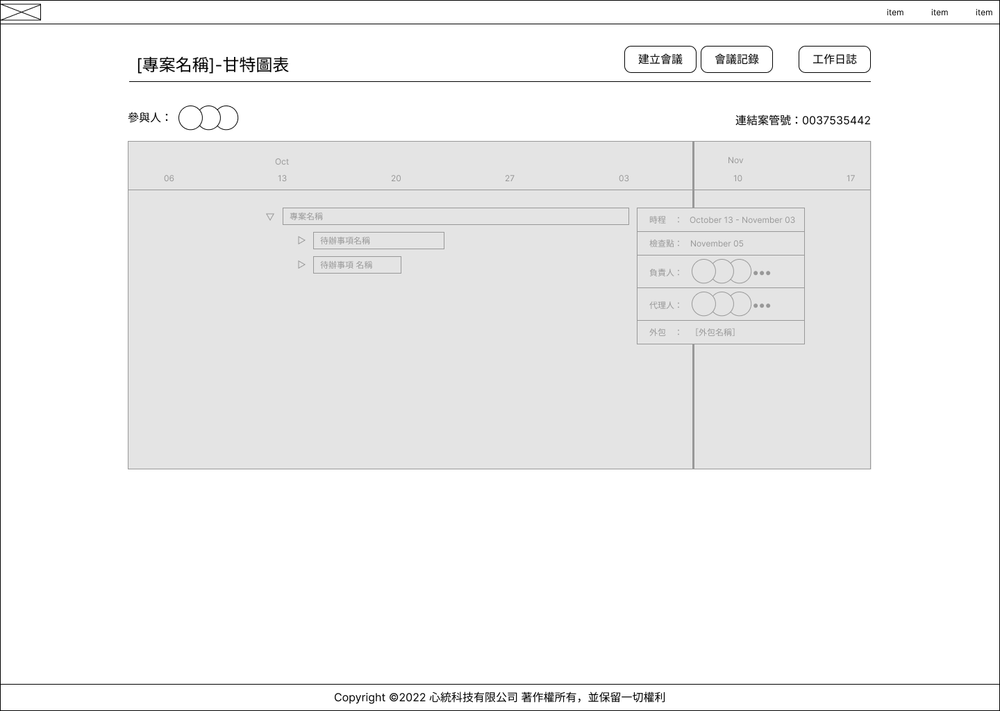 item item item
[專案名稱]-甘特圖表
建立會議 會議記錄 工作日誌
參與人：
連結案管號：0037535442
Oct Nov
06 13 20 27 03 10 17
專案名稱
時程 ： October 13 - November 03
待辦事項名稱
檢查點： November 05
待辦事項 名稱
負責人：
代理人：
外包 ： ［外包名稱］
Copyright ©2022 心統科技有限公司 著作權所有，並保留一切權利